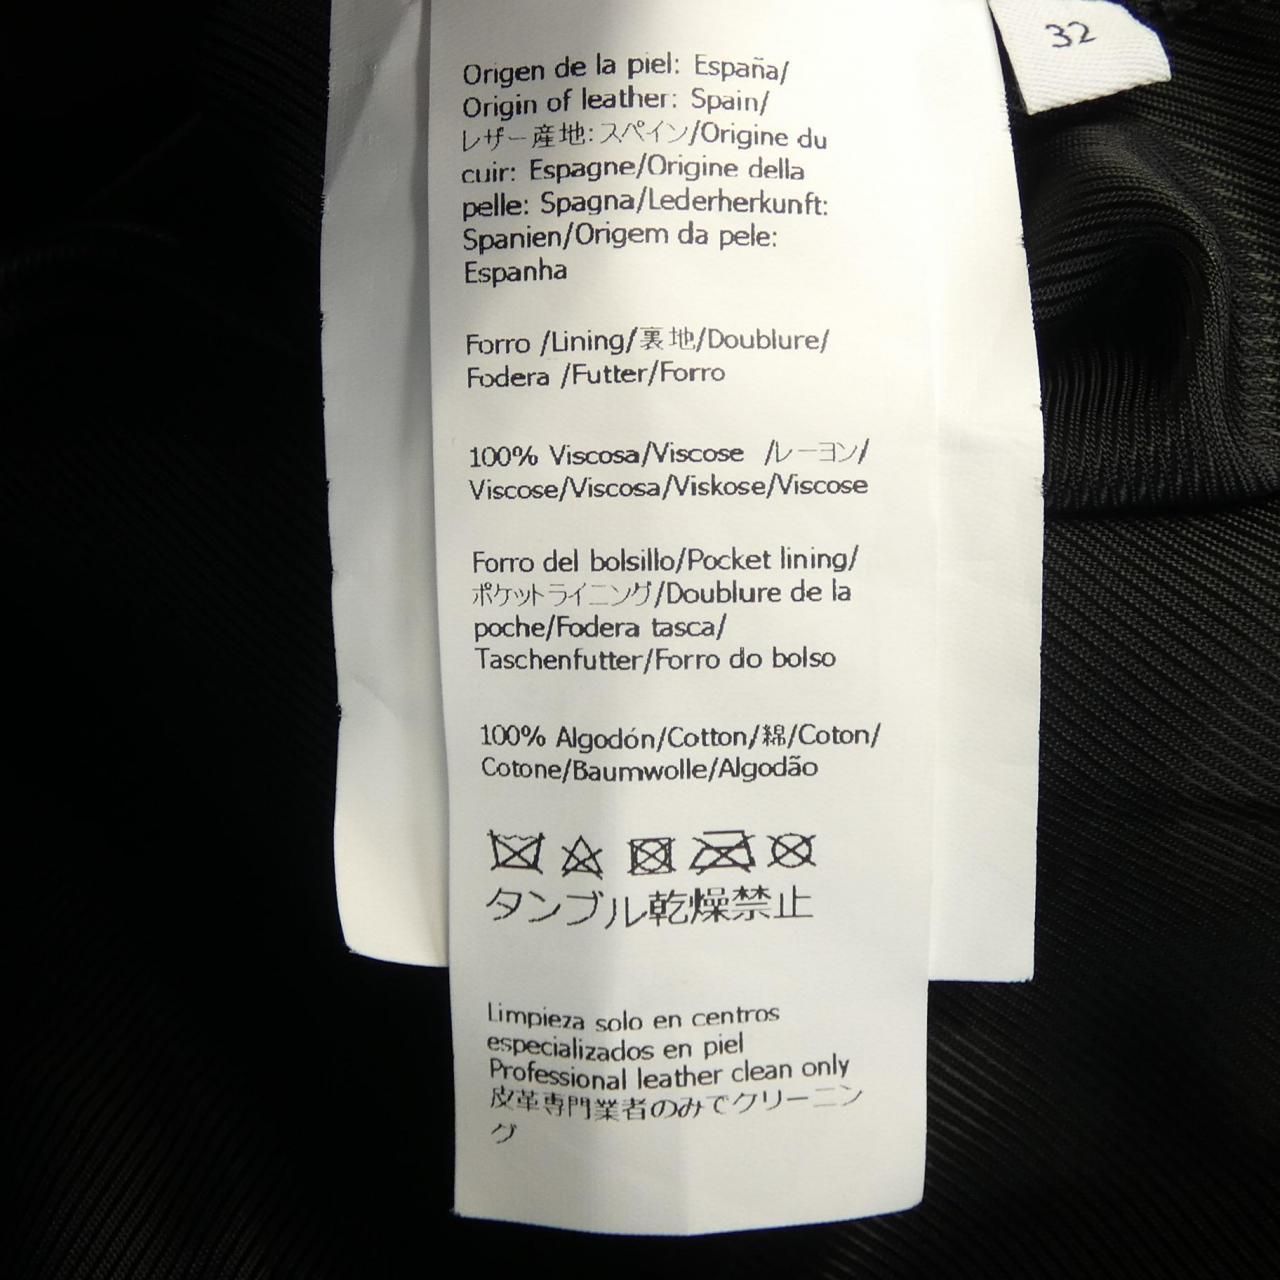 32
Origen de la piel: España/
Origin of leather: Spain/
レザー産地:スペイン/Origine du
cuir: Espagne/Origine della
pelle: Spagna/Lederherkunft:
Spanien/Origem da pele:
Espanha
Forro /Lining/裏地/Doublure/
Fodera /Futter/Forro
100% Viscosa/Viscose /レーヨン/
Viscose/Viscosa/Viskose/Viscose
Forro del bolsillo/Pocket lining/
ポケットライニング/Doublure de la
poche/Fodera tasca/
Taschenfutter/Forro do bolso
100% Algodón/Cotton/綿/Coton/
Cotone/Baumwolle/Algodão
タンブル乾燥禁止
Limpieza solo en centros
especializados en piel
Professional leather clean only
皮革専門業者のみでクリーニン
グ